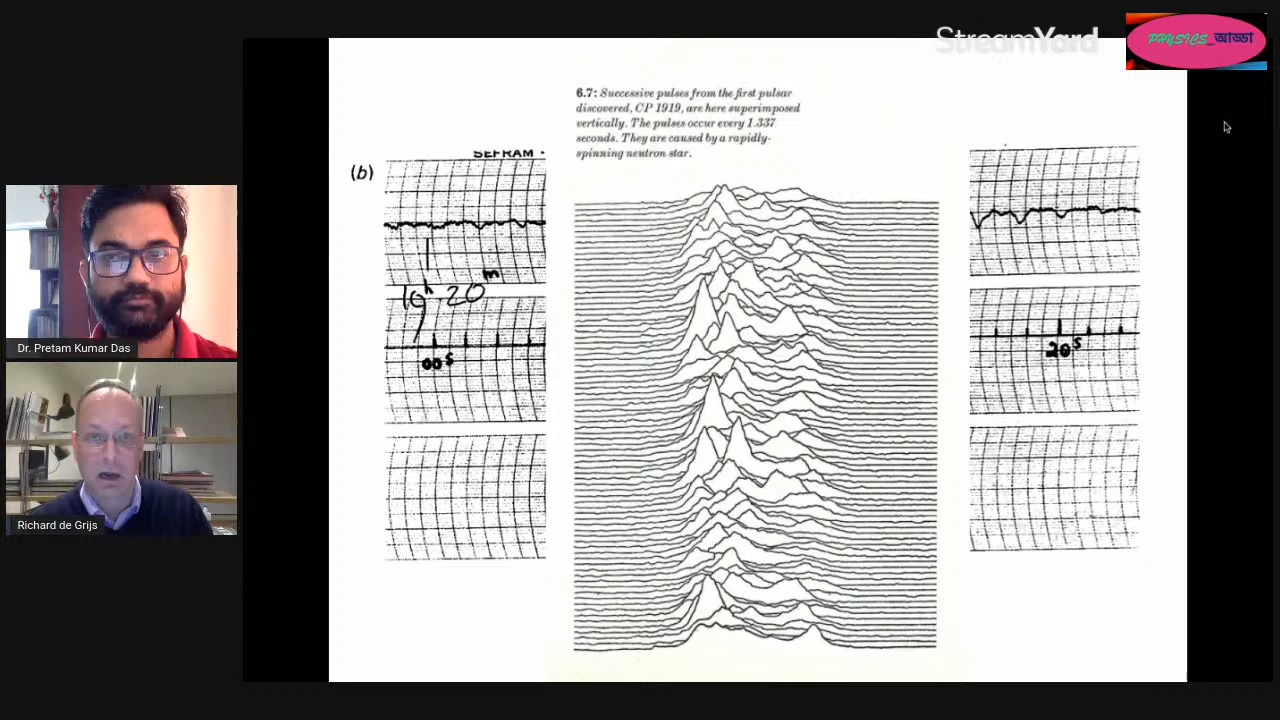 StreamYard
PHYSICS_আড্ডা
6.7: Successive pulses from the first pulsar
discovered, CP 1919, are here superimposed
vertically. The pulses occur every 1.337
seconds. They are caused by a rapidly-
spinning neutron star.
SEFRAM
(b)
19h 20m
00s
20s
Dr. Pretam Kumar Das
Richard de Grijs